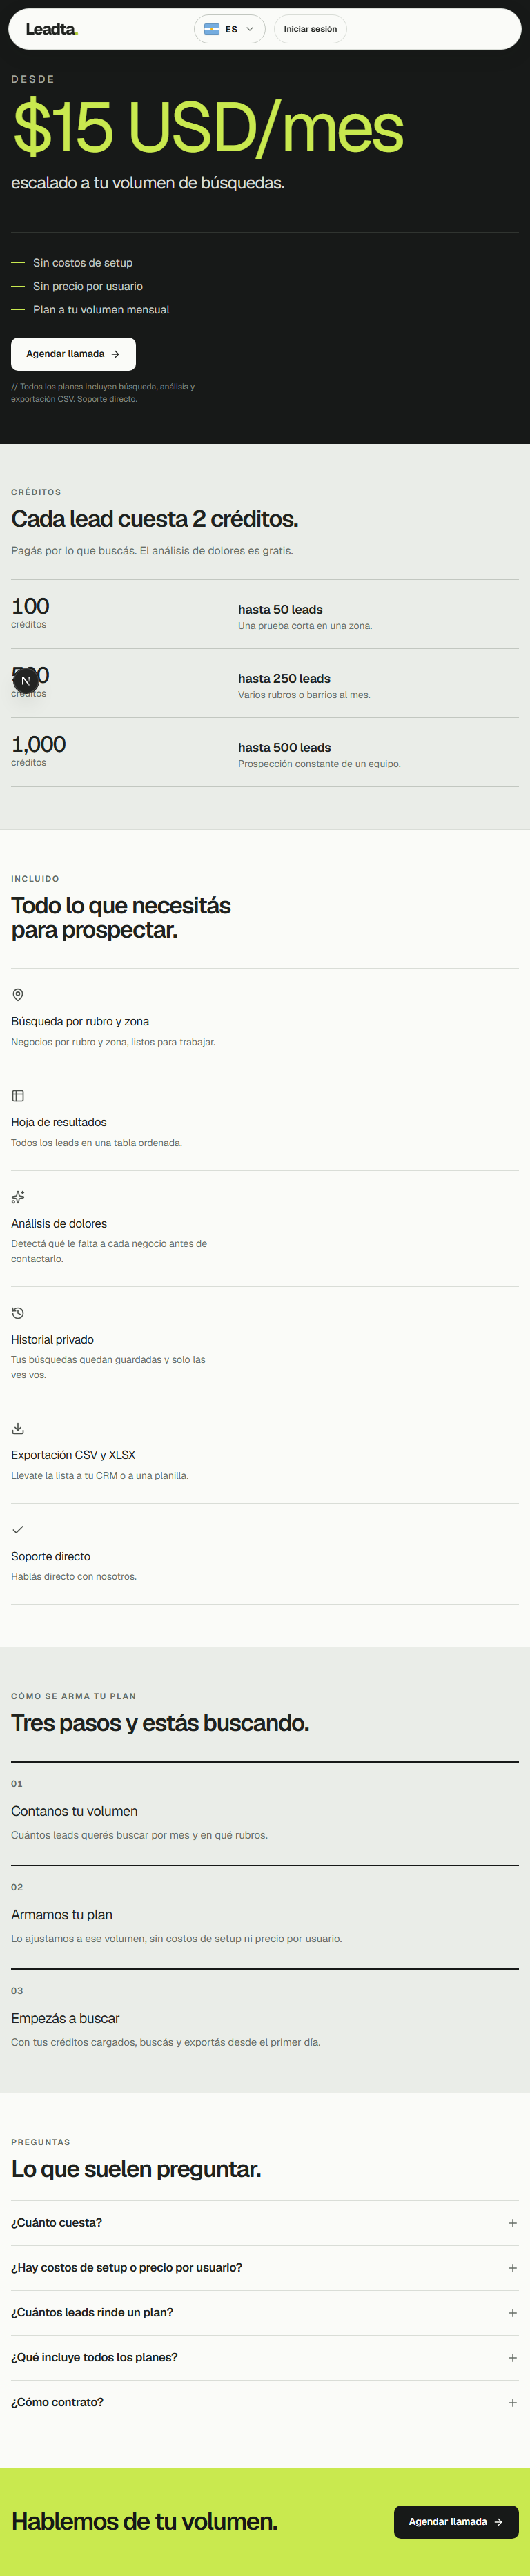 Leadta.
ES
Iniciar sesión
DESDE
$15 USD/mes
escalado a tu volumen de búsquedas.
Sin costos de setup
Sin precio por usuario
Plan a tu volumen mensual
Agendar llamada
// Todos los planes incluyen búsqueda, análisis y
exportación CSV. Soporte directo.
CRÉDITOS
Cada lead cuesta 2 créditos.
Pagás por lo que buscás. El análisis de dolores es gratis.
100
créditos
hasta 50 leads
Una prueba corta en una zona.
N
créditos
hasta 250 leads
Varios rubros o barrios al mes.
1,000
créditos
hasta 500 leads
Prospección constante de un equipo.
INCLUIDO
Todo lo que necesitás
para prospectar.
Búsqueda por rubro y zona
Negocios por rubro y zona, listos para trabajar.
Hoja de resultados
Todos los leads en una tabla ordenada.
Análisis de dolores
Detectá qué le falta a cada negocio antes de
contactarlo.
Historial privado
Tus búsquedas quedan guardadas y solo las
ves vos.
Exportación CSV y XLSX
Llevate la lista a tu CRM o a una planilla.
Soporte directo
Hablás directo con nosotros.
CÓMO SE ARMA TU PLAN
Tres pasos y estás buscando.
01
Contanos tu volumen
Cuántos leads querés buscar por mes y en qué rubros.
02
Armamos tu plan
Lo ajustamos a ese volumen, sin costos de setup ni precio por usuario.
03
Empezás a buscar
Con tus créditos cargados, buscás y exportás desde el primer día.
PREGUNTAS
Lo que suelen preguntar.
¿Cuánto cuesta?
¿Hay costos de setup o precio por usuario?
¿Cuántos leads rinde un plan?
¿Qué incluye todos los planes?
¿Cómo contrato?
Hablemos de tu volumen.
Agendar llamada